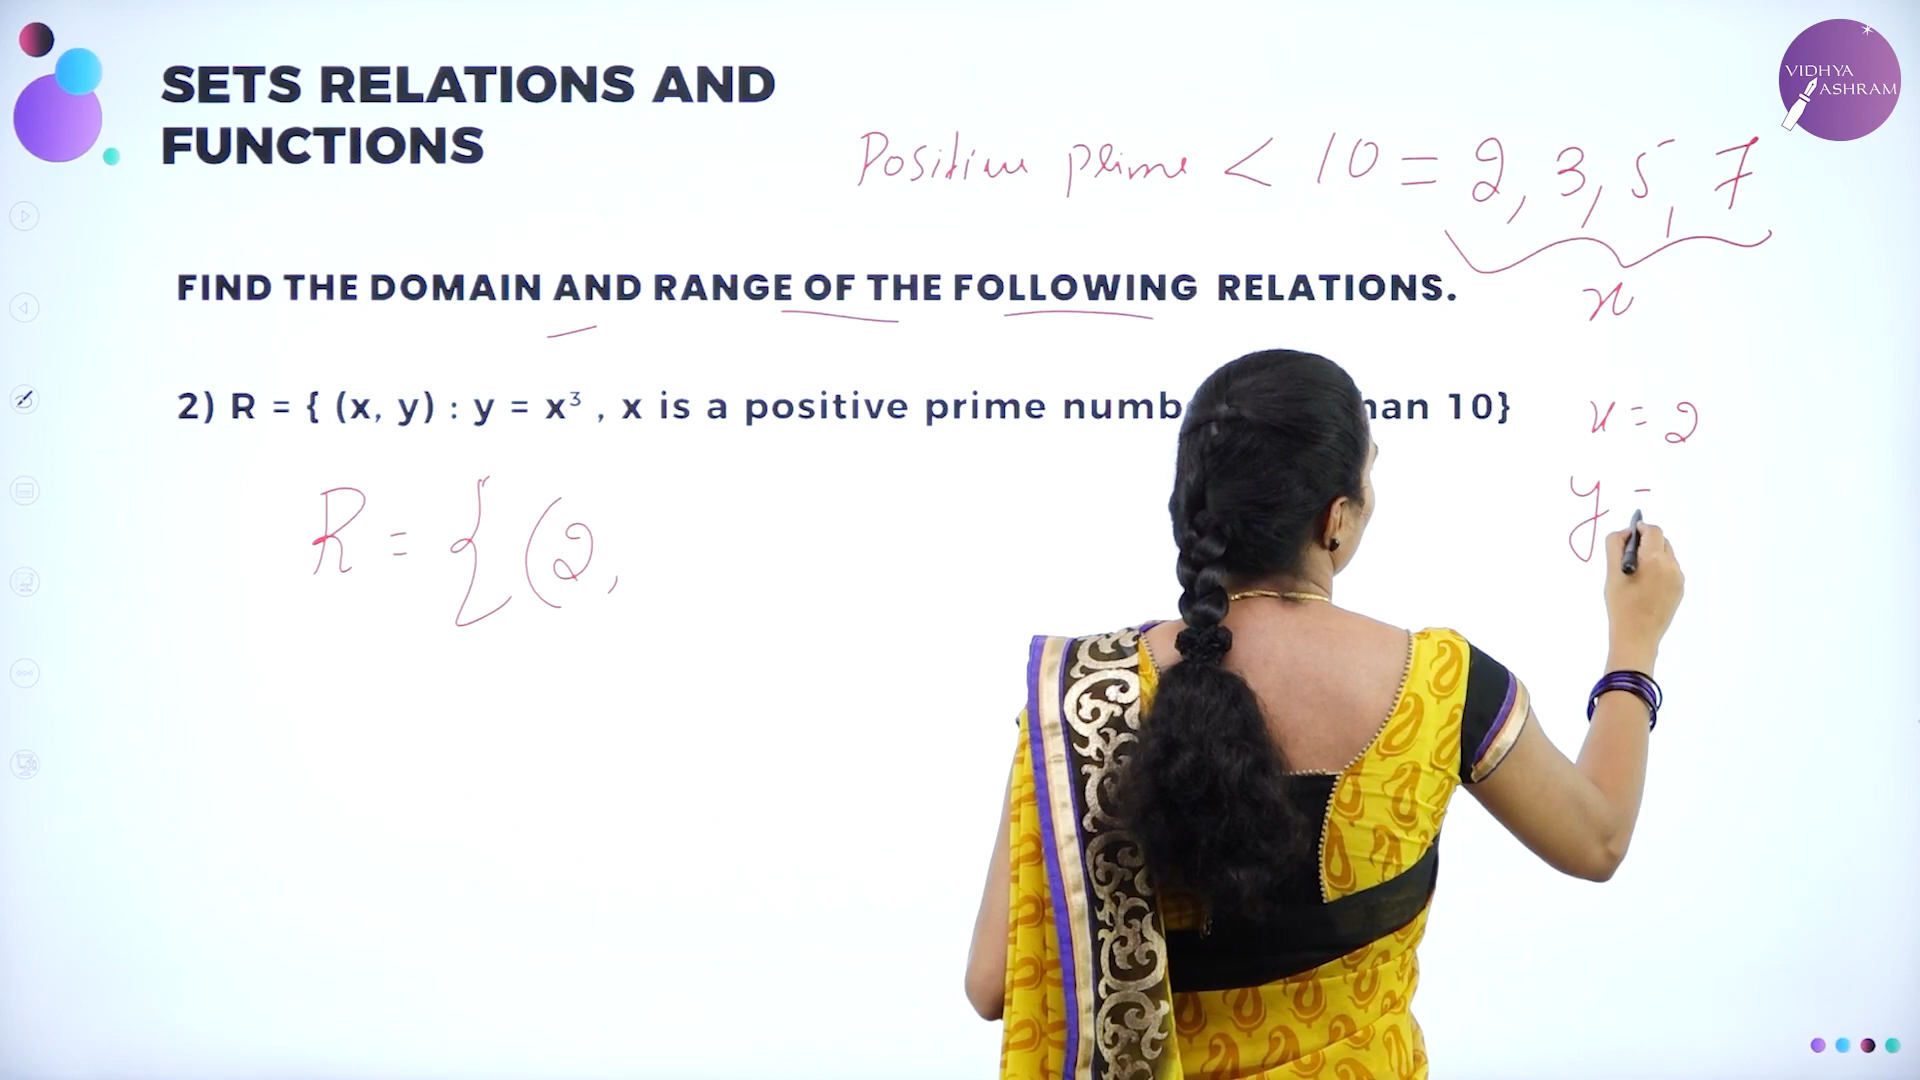 SETS RELATIONS AND
FUNCTIONS
VIDHYA
ASHRAM
Positive prime < 10 = 2, 3, 5, 7
x
FIND THE DOMAIN AND RANGE OF THE FOLLOWING RELATIONS.
2) R = { (x, y) : y = x³ , x is a positive prime numb han 10}
x = 2
y =
R = { (2,